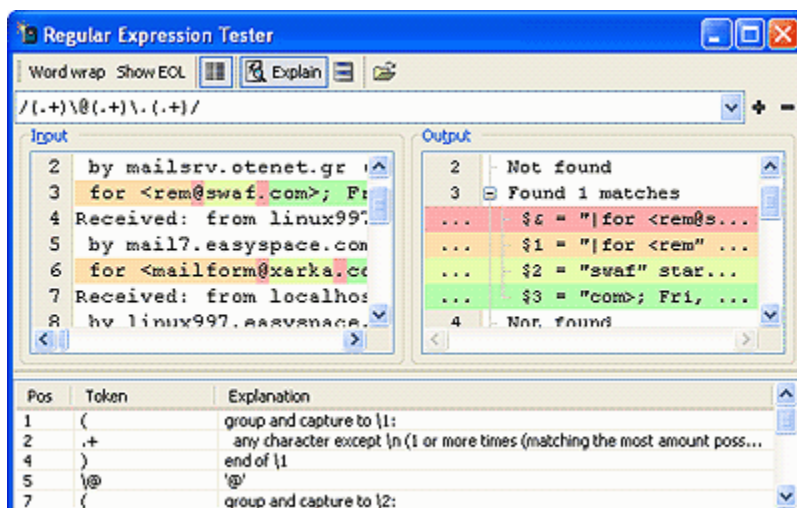 Regular Expression Tester
Word wrap Show EOL Explain
/(.+)\@(.+)\.(.+)/
Input
2 by mailsrv.otenet.gr
3 for <rem@swaf.com>; Fr
4 Received: from linux997
5 by mail7.easyspace.com
6 for <mailform@xarka.co
7 Received: from localhos
8 by linux997.easyspace.
Output
2 Not found
3 Found 1 matches
... $& = "|for <rem@s...
... $1 = "|for <rem" ...
... $2 = "swaf" star...
... $3 = "com>; Fri, ...
4 Not found
Pos Token Explanation
1 ( group and capture to \1:
2 .+ any character except \n (1 or more times (matching the most amount poss...
4 ) end of \1
5 \@ '@'
7 ( group and capture to \2: